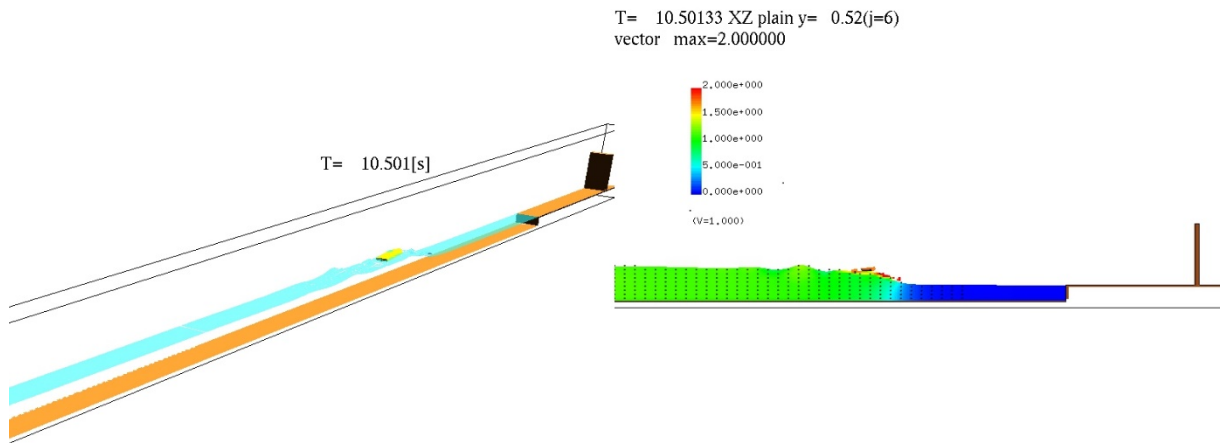 T= 10.50133 XZ plain y= 0.52(j=6)
vector max=2.000000
2.000e+000
1.500e+000
1.000e+000
5.000e-001
0.000e+000
(V=1.000)
T= 10.501[s]